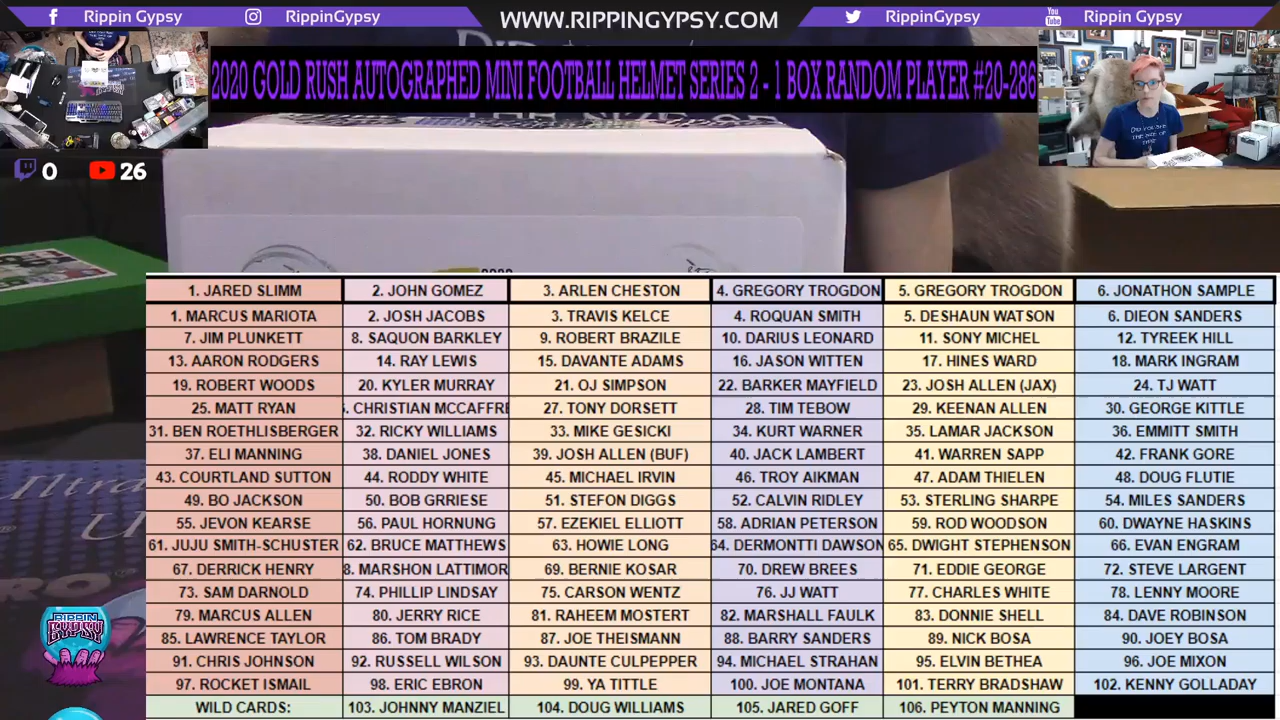 Rippin Gypsy RippinGypsy WWW.RIPPINGYPSY.COM RippinGypsy You Tube Rippin Gypsy
2020 GOLD RUSH AUTOGRAPHED MINI FOOTBALL HELMET SERIES 2 - 1 BOX RANDOM PLAYER #20-286
0 26
1. JARED SLIMM 2. JOHN GOMEZ 3. ARLEN CHESTON 4. GREGORY TROGDON 5. GREGORY TROGDON 6. JONATHON SAMPLE
1. MARCUS MARIOTA 2. JOSH JACOBS 3. TRAVIS KELCE 4. ROQUAN SMITH 5. DESHAUN WATSON 6. DIEON SANDERS
7. JIM PLUNKETT 8. SAQUON BARKLEY 9. ROBERT BRAZILE 10. DARIUS LEONARD 11. SONY MICHEL 12. TYREEK HILL
13. AARON RODGERS 14. RAY LEWIS 15. DAVANTE ADAMS 16. JASON WITTEN 17. HINES WARD 18. MARK INGRAM
19. ROBERT WOODS 20. KYLER MURRAY 21. OJ SIMPSON 22. BARKER MAYFIELD 23. JOSH ALLEN (JAX) 24. TJ WATT
25. MATT RYAN CHRISTIAN MCCAFFRE 27. TONY DORSETT 28. TIM TEBOW 29. KEENAN ALLEN 30. GEORGE KITTLE
31. BEN ROETHLISBERGER 32. RICKY WILLIAMS 33. MIKE GESICKI 34. KURT WARNER 35. LAMAR JACKSON 36. EMMITT SMITH
37. ELI MANNING 38. DANIEL JONES 39. JOSH ALLEN (BUF) 40. JACK LAMBERT 41. WARREN SAPP 42. FRANK GORE
43. COURTLAND SUTTON 44. RODDY WHITE 45. MICHAEL IRVIN 46. TROY AIKMAN 47. ADAM THIELEN 48. DOUG FLUTIE
49. BO JACKSON 50. BOB GRRIESE 51. STEFON DIGGS 52. CALVIN RIDLEY 53. STERLING SHARPE 54. MILES SANDERS
55. JEVON KEARSE 56. PAUL HORNUNG 57. EZEKIEL ELLIOTT 58. ADRIAN PETERSON 59. ROD WOODSON 60. DWAYNE HASKINS
61. JUJU SMITH-SCHUSTER 62. BRUCE MATTHEWS 63. HOWIE LONG 64. DERMONTTI DAWSON 65. DWIGHT STEPHENSON 66. EVAN ENGRAM
67. DERRICK HENRY 8. MARSHON LATTIMOR 69. BERNIE KOSAR 70. DREW BREES 71. EDDIE GEORGE 72. STEVE LARGENT
73. SAM DARNOLD 74. PHILLIP LINDSAY 75. CARSON WENTZ 76. JJ WATT 77. CHARLES WHITE 78. LENNY MOORE
79. MARCUS ALLEN 80. JERRY RICE 81. RAHEEM MOSTERT 82. MARSHALL FAULK 83. DONNIE SHELL 84. DAVE ROBINSON
85. LAWRENCE TAYLOR 86. TOM BRADY 87. JOE THEISMANN 88. BARRY SANDERS 89. NICK BOSA 90. JOEY BOSA
91. CHRIS JOHNSON 92. RUSSELL WILSON 93. DAUNTE CULPEPPER 94. MICHAEL STRAHAN 95. ELVIN BETHEA 96. JOE MIXON
97. ROCKET ISMAIL 98. ERIC EBRON 99. YA TITTLE 100. JOE MONTANA 101. TERRY BRADSHAW 102. KENNY GOLLADAY
WILD CARDS: 103. JOHNNY MANZIEL 104. DOUG WILLIAMS 105. JARED GOFF 106. PEYTON MANNING
RIPPIN
GYPSY